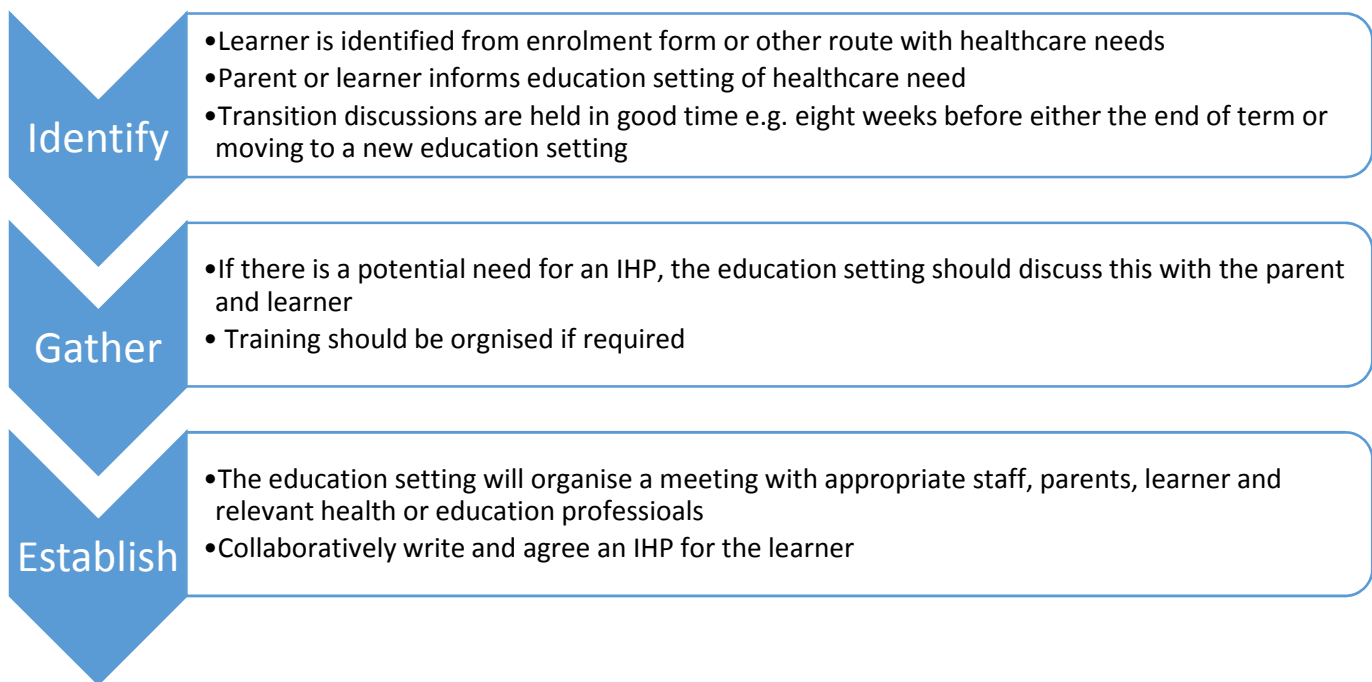 Identify
•Learner is identified from enrolment form or other route with healthcare needs
•Parent or learner informs education setting of healthcare need
•Transition discussions are held in good time e.g. eight weeks before either the end of term or
moving to a new education setting
Gather
•If there is a potential need for an IHP, the education setting should discuss this with the parent
and learner
• Training should be orgnised if required
Establish
•The education setting will organise a meeting with appropriate staff, parents, learner and
relevant health or education professioals
•Collaboratively write and agree an IHP for the learner